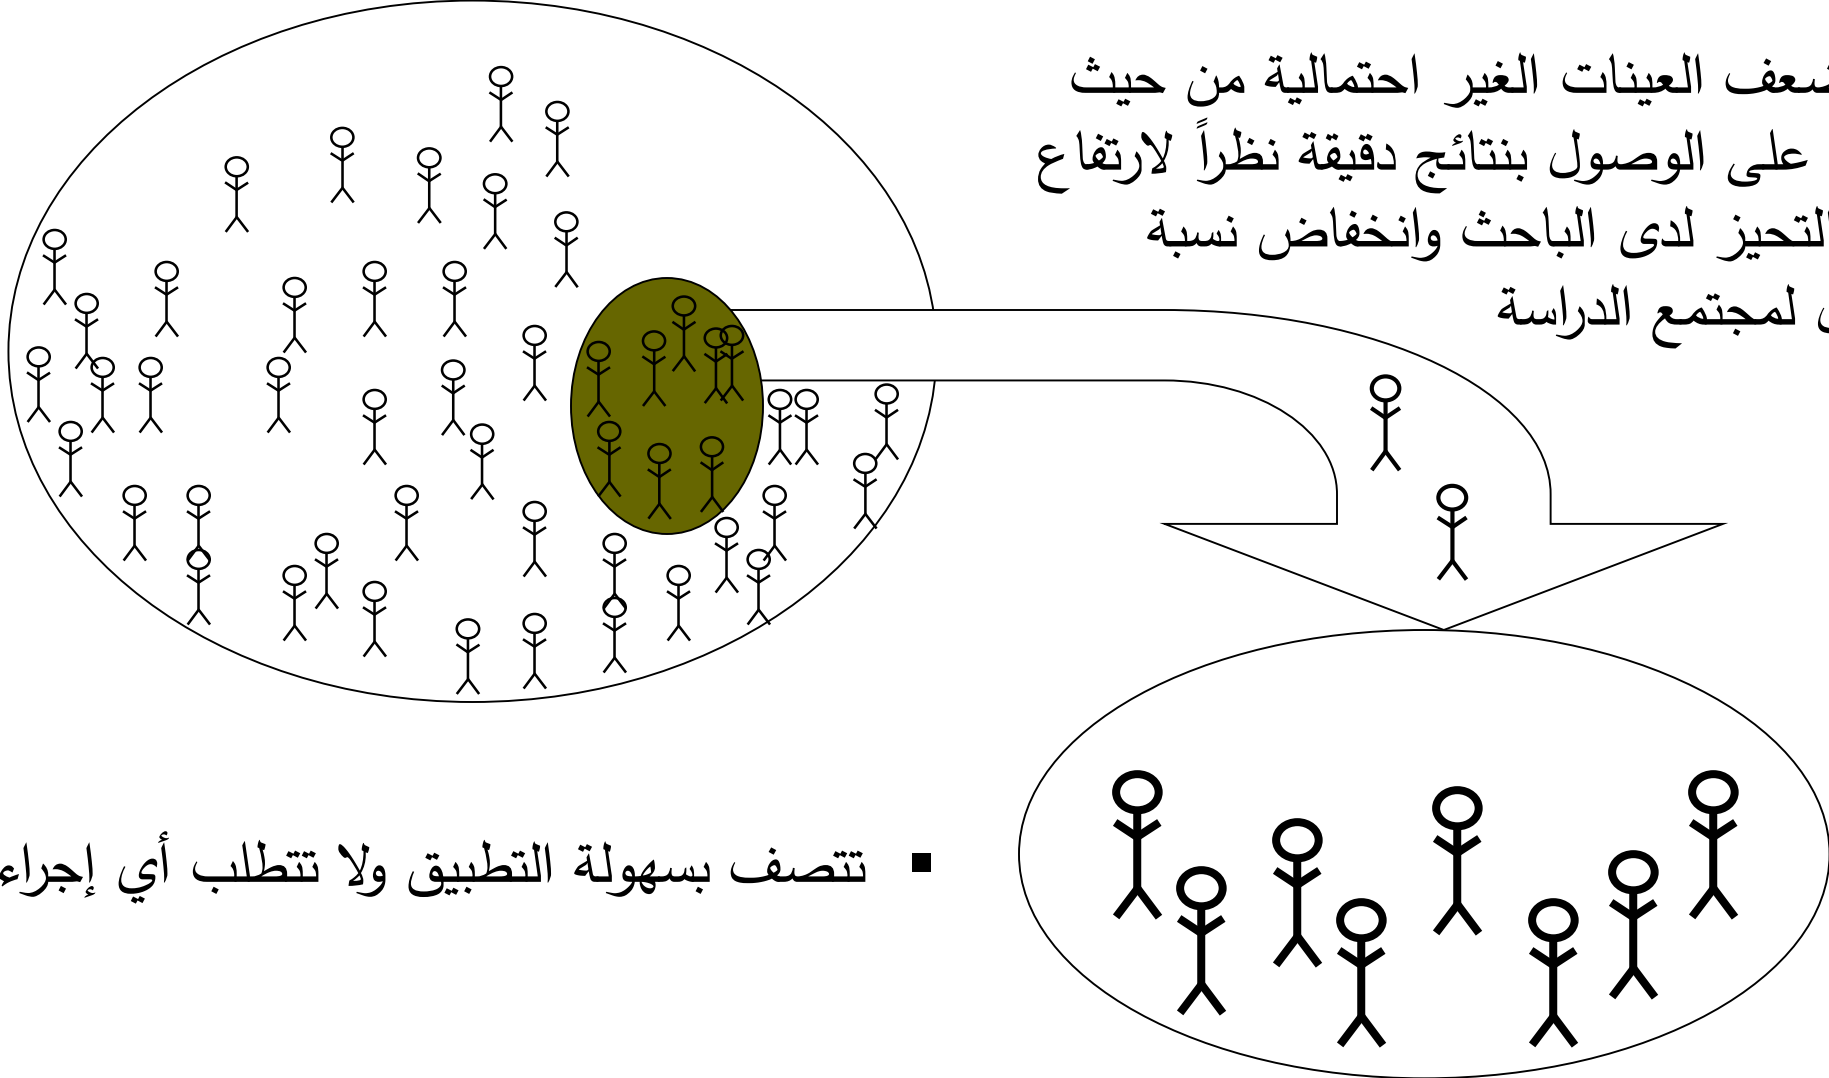 ضعف العينات الغير احتمالية من حيث
على الوصول بنتائج دقيقة نظراً لارتفاع
التحيز لدى الباحث وانخفاض نسبة
لمجتمع الدراسة
▪ تتصف بسهولة التطبيق ولا تتطلب أي إجراء